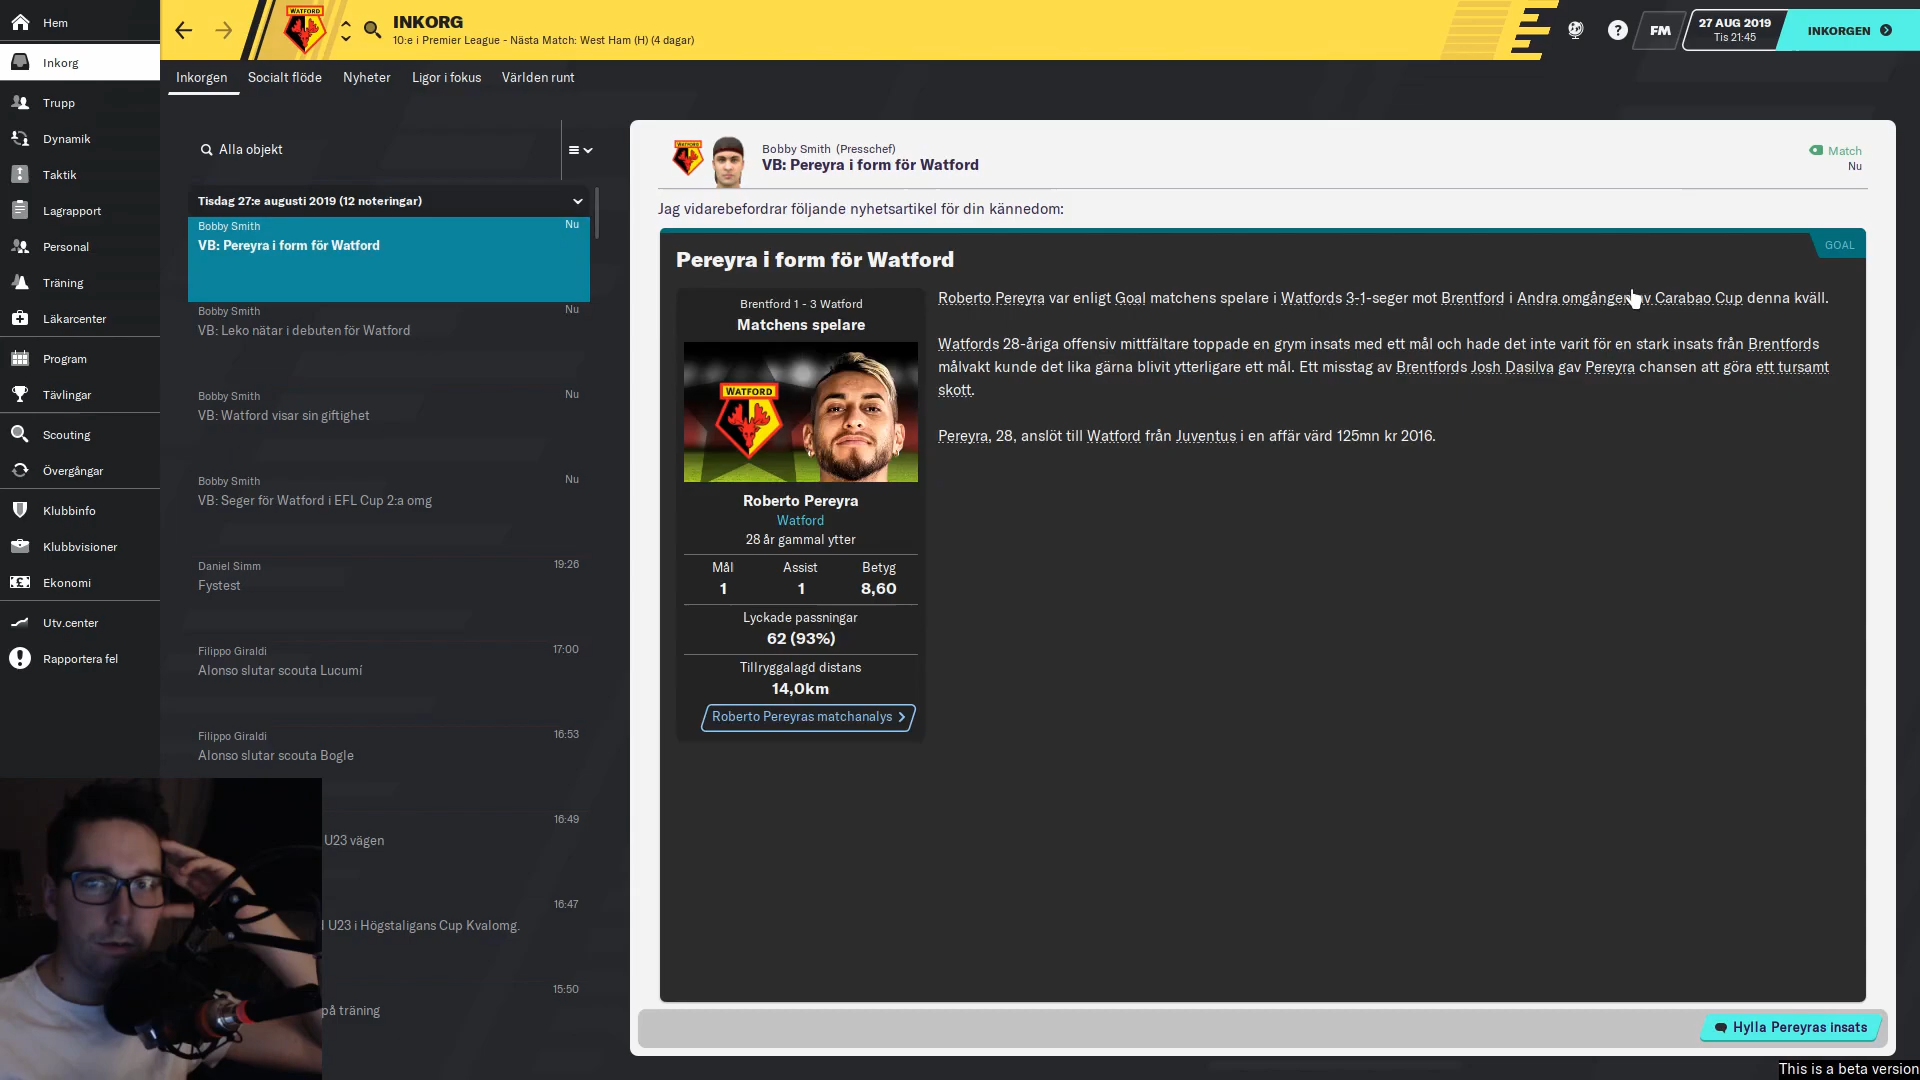 Hem
Inkorg
Trupp
Dynamik
Taktik
Lagrapport
Personal
Träning
Läkarcenter
Program
Tävlingar
Scouting
Övergångar
Klubbinfo
Klubbvisioner
Ekonomi
Utv.center
Rapportera fel
WATFORD
INKORG
10:e i Premier League - Nästa Match: West Ham (H) (4 dagar)
?
FM
27 AUG 2019
Tis 21:45
INKORGEN
Inkorgen
Socialt flöde
Nyheter
Ligor i fokus
Världen runt
Alla objekt
Tisdag 27:e augusti 2019 (12 noteringar)
Bobby Smith Nu
VB: Pereyra i form för Watford
Bobby Smith Nu
VB: Leko nätar i debuten för Watford
Bobby Smith Nu
VB: Watford visar sin giftighet
Bobby Smith Nu
VB: Seger för Watford i EFL Cup 2:a omg
Daniel Simm 19:26
Fystest
Filippo Giraldi 17:00
Alonso slutar scouta Lucumí
Filippo Giraldi 16:53
Alonso slutar scouta Bogle
16:49
U23 vägen
16:47
U23 i Högstaligans Cup Kvalomg.
15:50
på träning
WATFORD
Bobby Smith (Presschef)
VB: Pereyra i form för Watford
Match
Nu
Jag vidarebefordrar följande nyhetsartikel för din kännedom:
GOAL
Pereyra i form för Watford
Brentford 1 - 3 Watford
Matchens spelare
WATFORD
Roberto Pereyra
Watford
28 år gammal ytter
Mål Assist Betyg
1 1 8,60
Lyckade passningar
62 (93%)
Tillryggalagd distans
14,0km
Roberto Pereyras matchanalys
Roberto Pereyra var enligt Goal matchens spelare i Watfords 3-1-seger mot Brentford i Andra omgången av Carabao Cup denna kväll.
Watfords 28-åriga offensiv mittfältare toppade en grym insats med ett mål och hade det inte varit för en stark insats från Brentfords
målvakt kunde det lika gärna blivit ytterligare ett mål. Ett misstag av Brentfords Josh Dasilva gav Pereyra chansen att göra ett tursamt
skott.
Pereyra, 28, anslöt till Watford från Juventus i en affär värd 125mn kr 2016.
Hylla Pereyras insats
This is a beta version